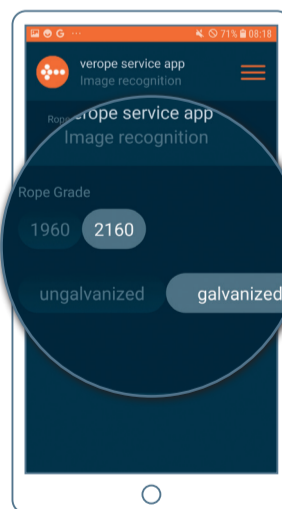 G ... 71% 08:18
verope service app
Image recognition
Rope
verope service app
Image recognition
Rope Grade
1960 2160
ungalvanized galvanized